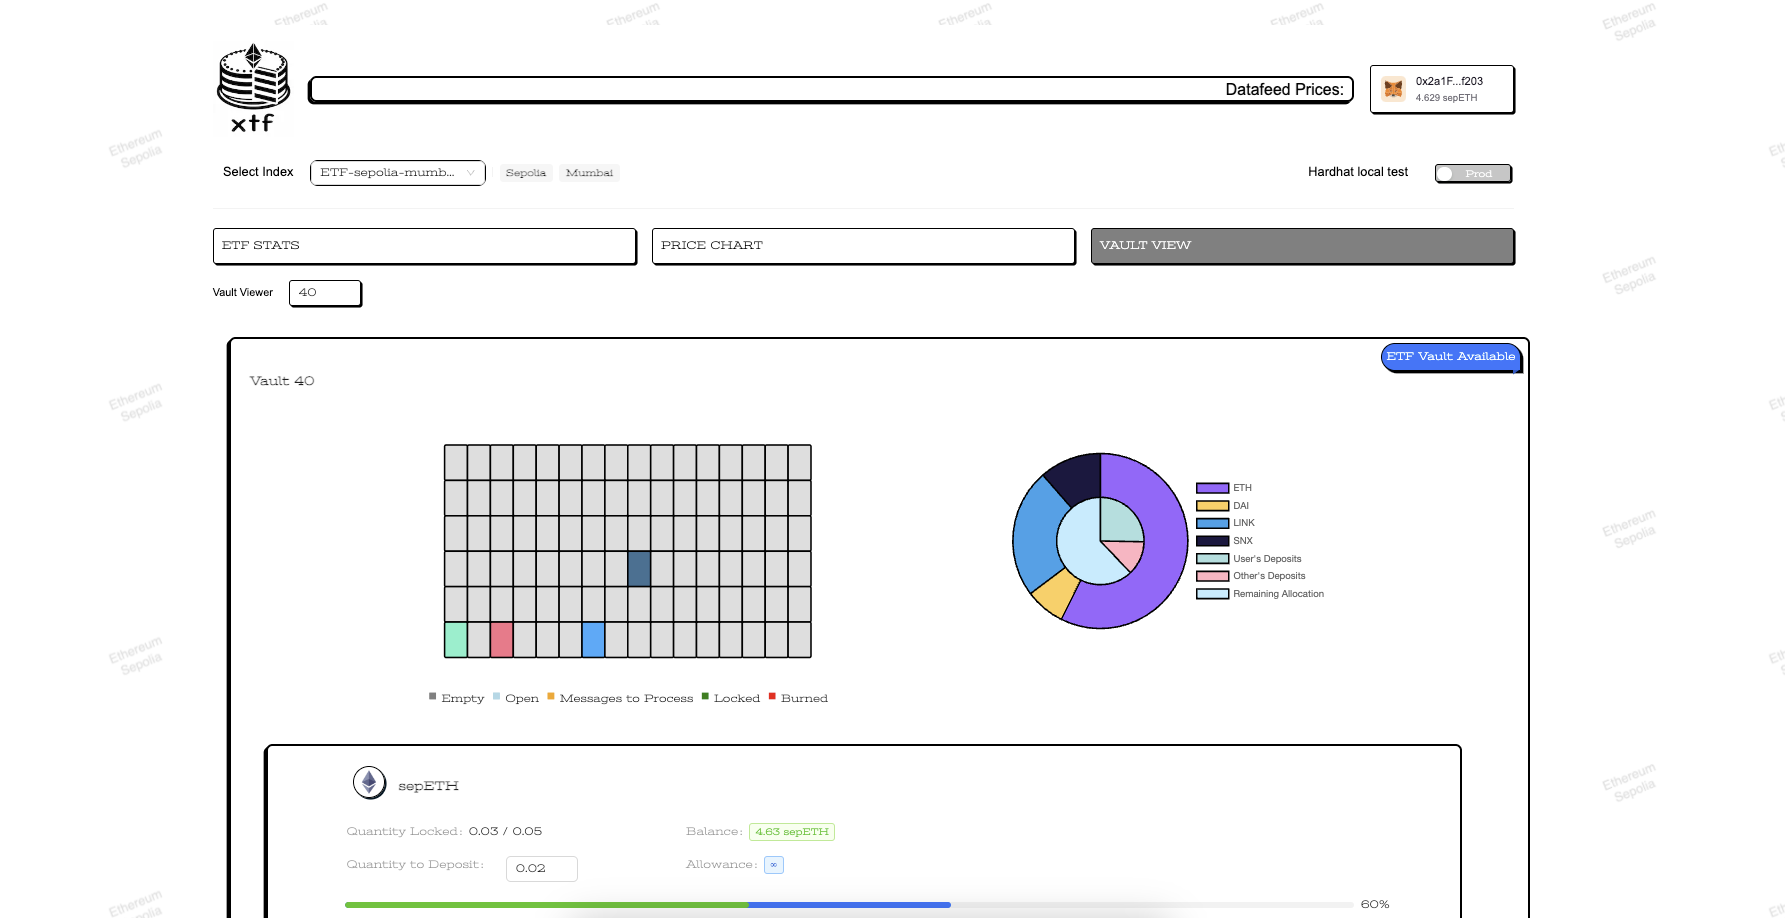 Ethereum Sepolia
xtf
Datafeed Prices:
0x2a1F...f203
4.629 sepETH
Select Index
ETF-sepolia-mumb...
Sepolia
Mumbai
Hardhat local test
Prod
ETF STATS
PRICE CHART
VAULT VIEW
Vault Viewer
40
ETF Vault Available
Vault 40
ETH
DAI
LINK
SNX
User's Deposits
Other's Deposits
Remaining Allocation
Empty
Open
Messages to Process
Locked
Burned
sepETH
Quantity Locked: 0.03 / 0.05
Balance: 4.63 sepETH
Quantity to Deposit: 0.02
Allowance: ∞
60%